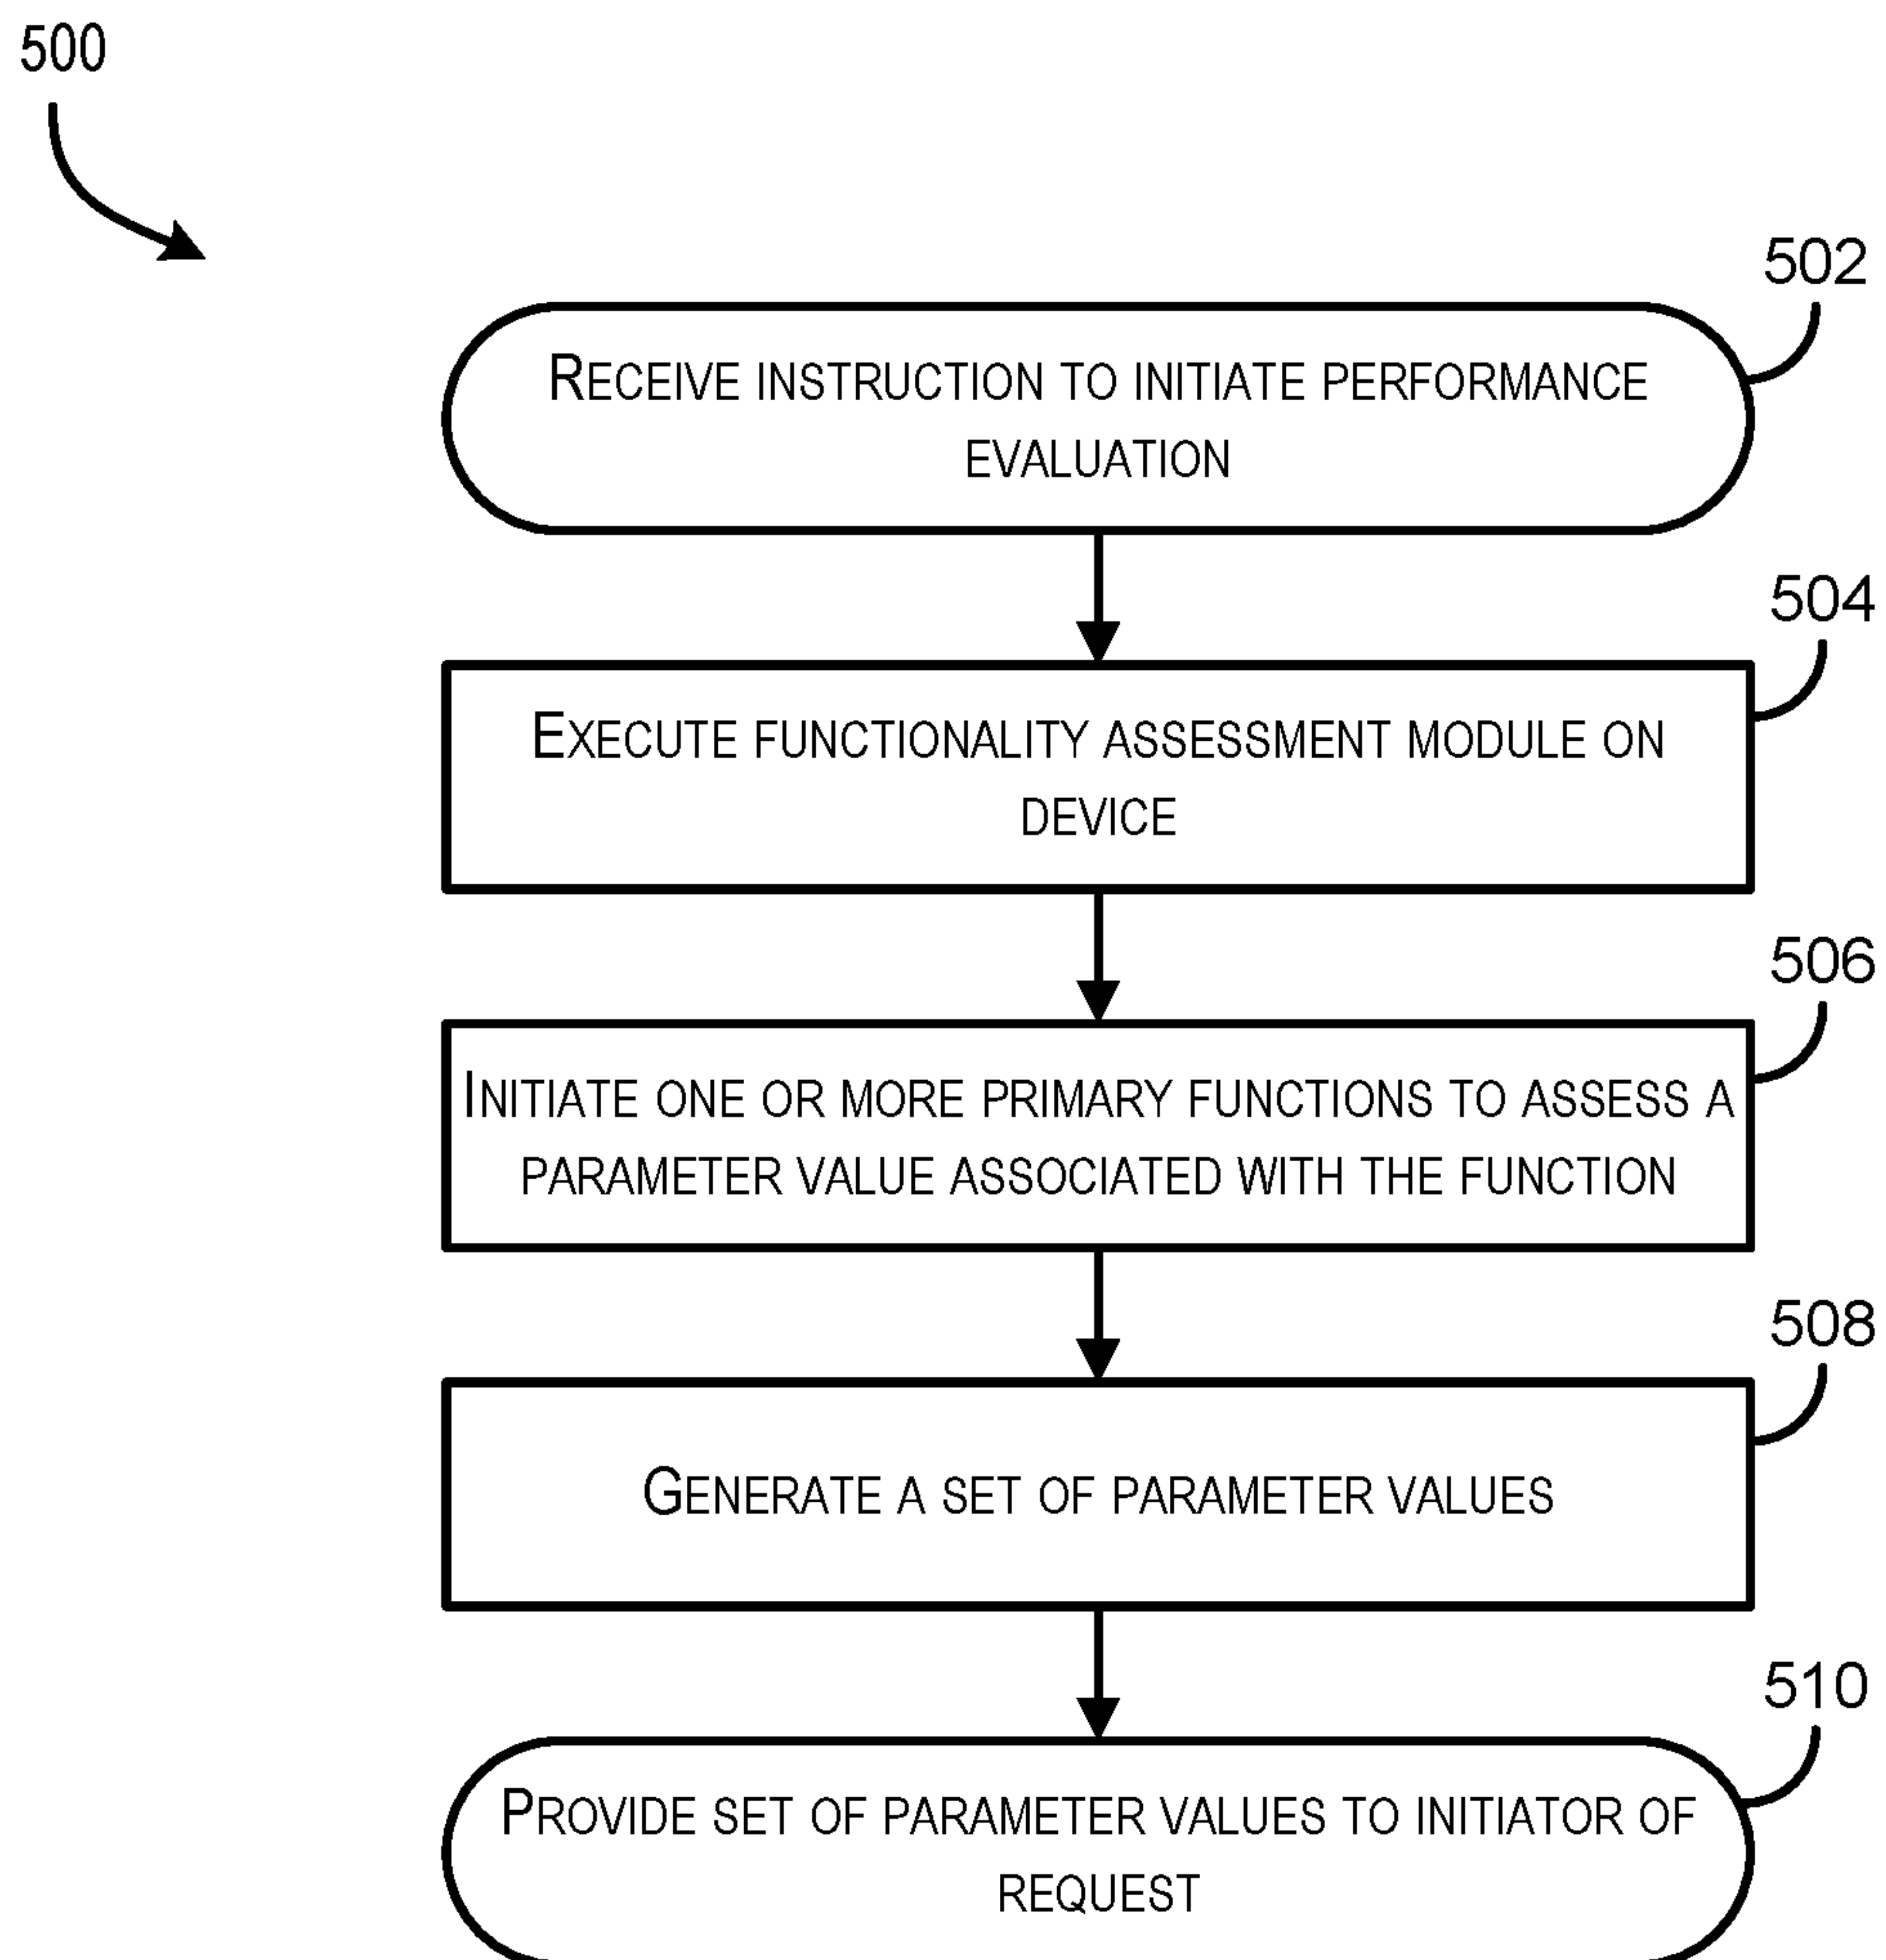 500
502
RECEIVE INSTRUCTION TO INITIATE PERFORMANCE
EVALUATION
504
EXECUTE FUNCTIONALITY ASSESSMENT MODULE ON
DEVICE
506
INITIATE ONE OR MORE PRIMARY FUNCTIONS TO ASSESS A
PARAMETER VALUE ASSOCIATED WITH THE FUNCTION
508
GENERATE A SET OF PARAMETER VALUES
510
PROVIDE SET OF PARAMETER VALUES TO INITIATOR OF
REQUEST